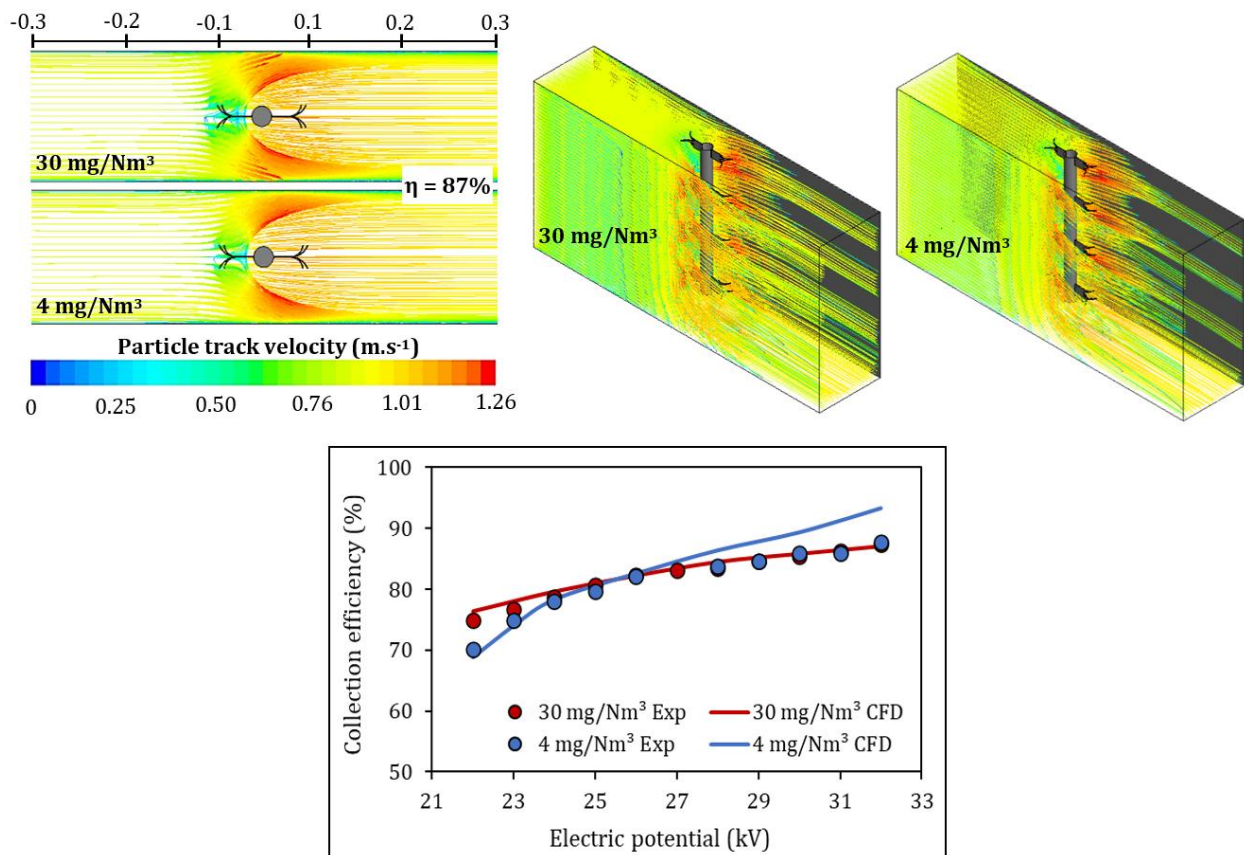 -0.3 -0.2 -0.1 0.1 0.2 0.3
30 mg/Nm³
η = 87%
4 mg/Nm³
Particle track velocity (m.s⁻¹)
0 0.25 0.50 0.76 1.01 1.26
30 mg/Nm³
4 mg/Nm³
Collection efficiency (%)
100
90
80
70
60
50
30 mg/Nm³ Exp 30 mg/Nm³ CFD
4 mg/Nm³ Exp 4 mg/Nm³ CFD
21 23 25 27 29 31 33
Electric potential (kV)